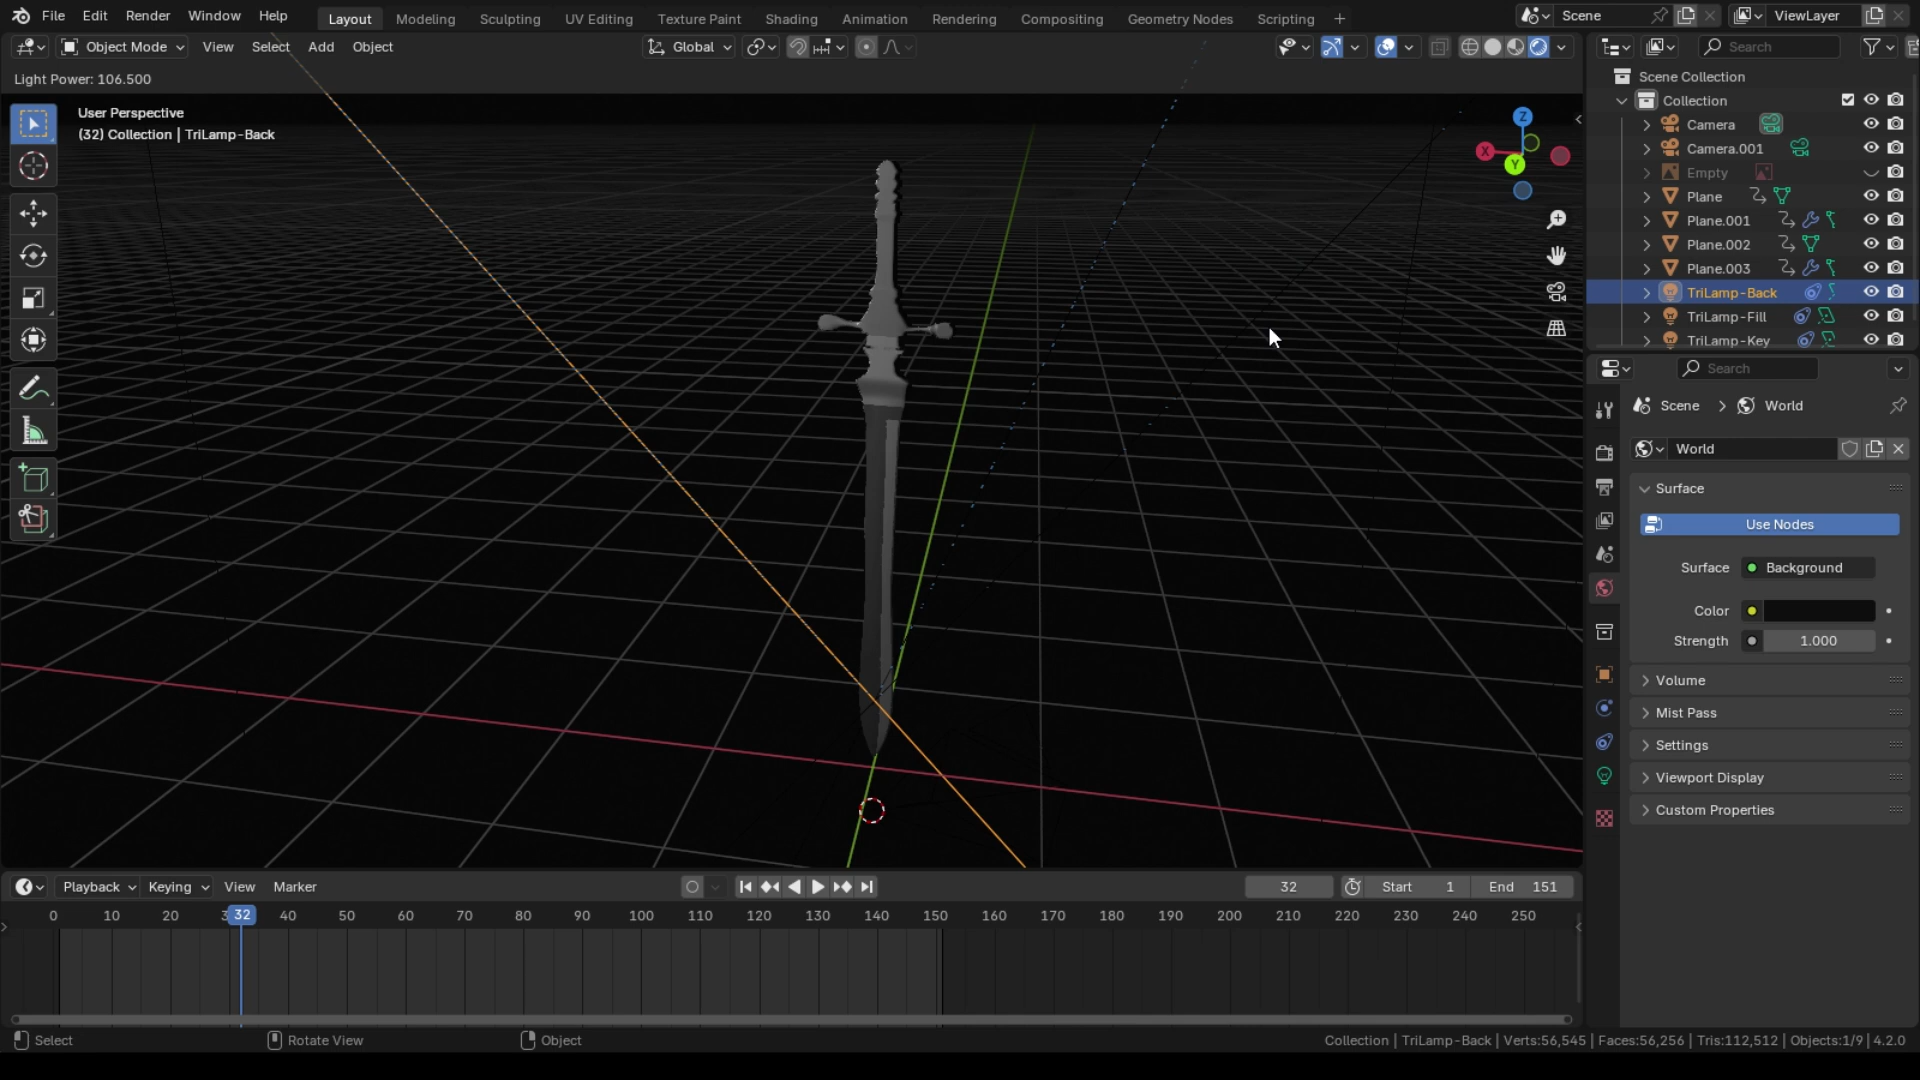 File Edit Render Window Help Layout Modeling Sculpting UV Editing Texture Paint Shading Animation Rendering Compositing Geometry Nodes Scripting + Scene ViewLayer
Object Mode View Select Add Object Global Search
Light Power: 106.500
User Perspective
(32) Collection | TriLamp-Back
Z
X
Y
Scene Collection
Collection
Camera
Camera.001
Empty
Plane
Plane.001
Plane.002
Plane.003
TriLamp-Back
TriLamp-Fill
TriLamp-Key
Search
Scene > World
World
Surface
Use Nodes
Surface Background
Color
Strength 1.000
Volume
Mist Pass
Settings
Viewport Display
Custom Properties
Playback Keying View Marker 32 Start 1 End 151
0 10 20 32 40 50 60 70 80 90 100 110 120 130 140 150 160 170 180 190 200 210 220 230 240 250
Select Rotate View Object Collection | TriLamp-Back | Verts:56,545 | Faces:56,256 | Tris:112,512 | Objects:1/9 | 4.2.0